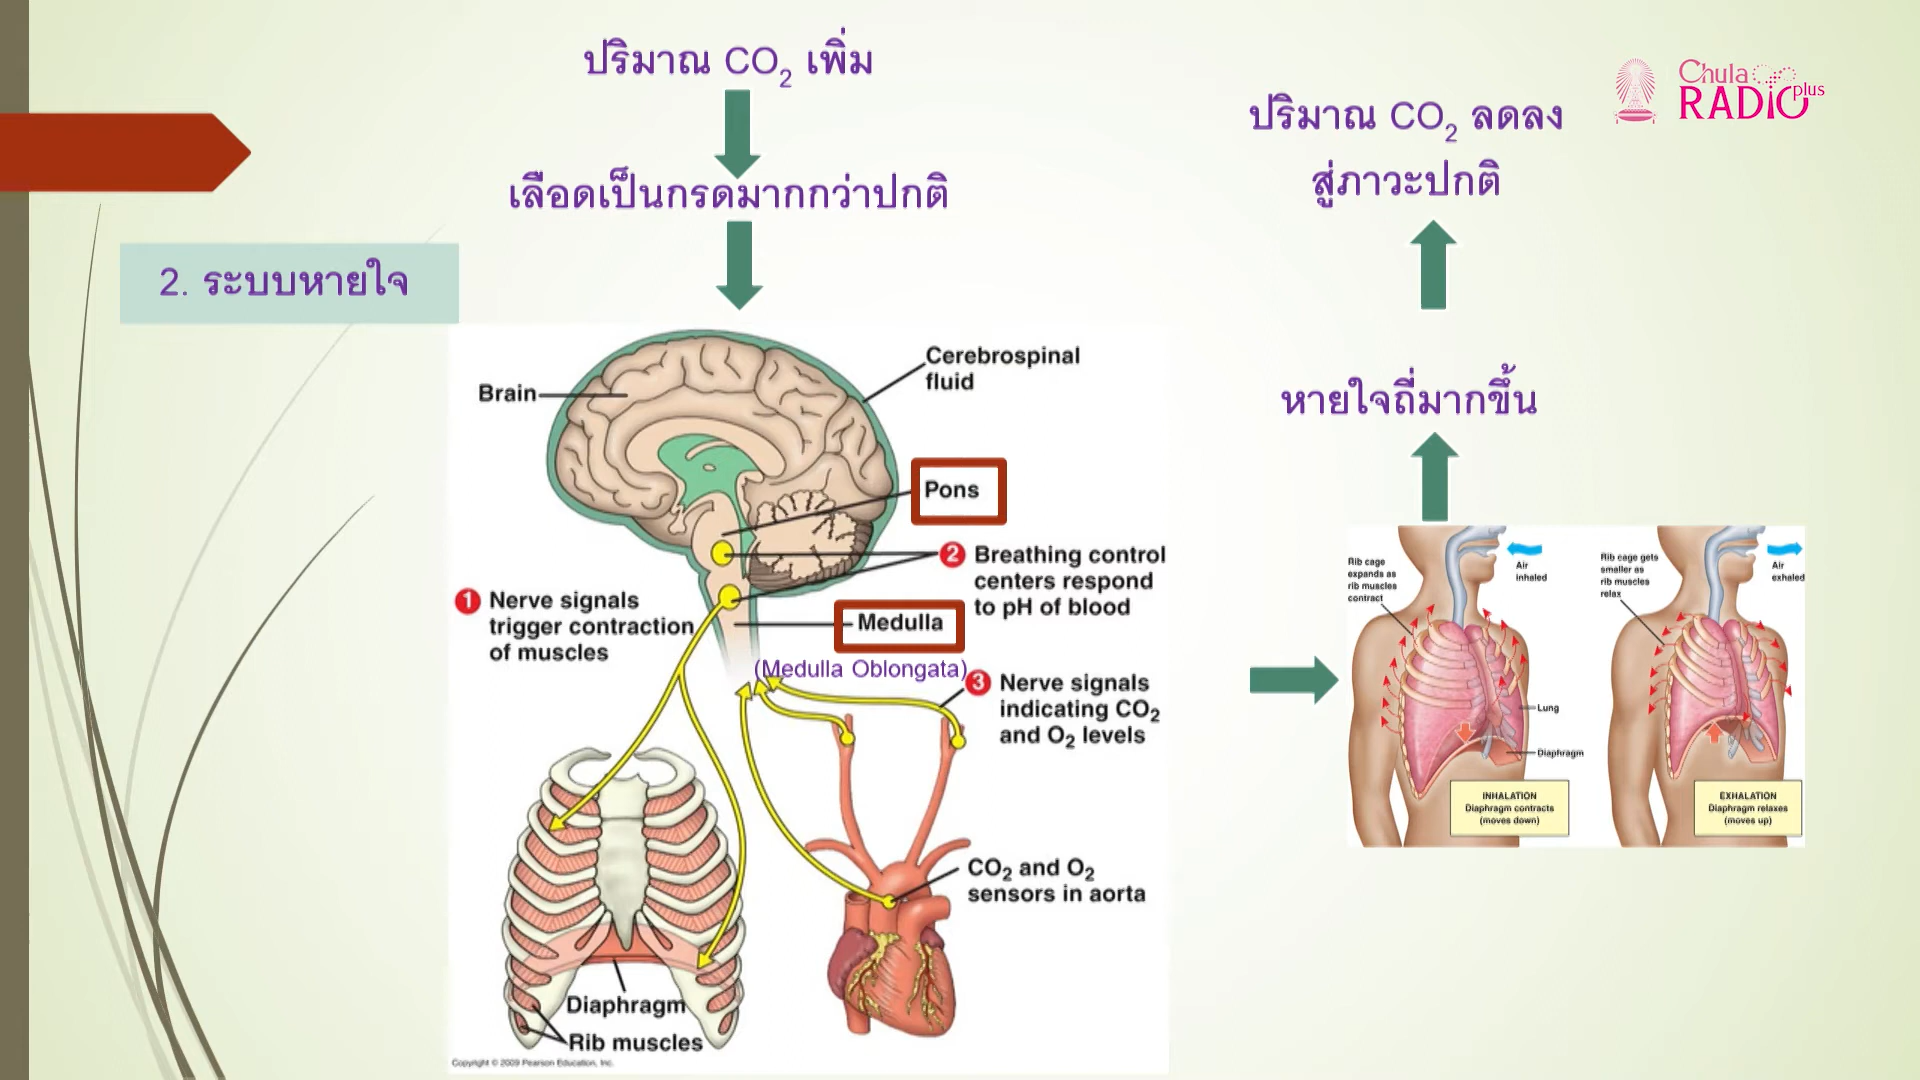 ปริมาณ CO₂ เพิ่ม
เลือดเป็นกรดมากกว่าปกติ
2. ระบบหายใจ
Brain
Cerebrospinal
fluid
Pons
2 Breathing control
centers respond
to pH of blood
1 Nerve signals
trigger contraction
of muscles
Medulla
(Medulla Oblongata)
3 Nerve signals
indicating CO₂
and O₂ levels
CO₂ and O₂
sensors in aorta
Diaphragm
Rib muscles
Copyright © 2009 Pearson Education, Inc.
ปริมาณ CO₂ ลดลง
สู่ภาวะปกติ
หายใจถี่มากขึ้น
Rib cage
expands as
rib muscles
contract
Air
inhaled
Lung
Diaphragm
INHALATION
Diaphragm contracts
(moves down)
Rib cage gets
smaller as
rib muscles
relax
Air
exhaled
EXHALATION
Diaphragm relaxes
(moves up)
Chula
RADIO plus